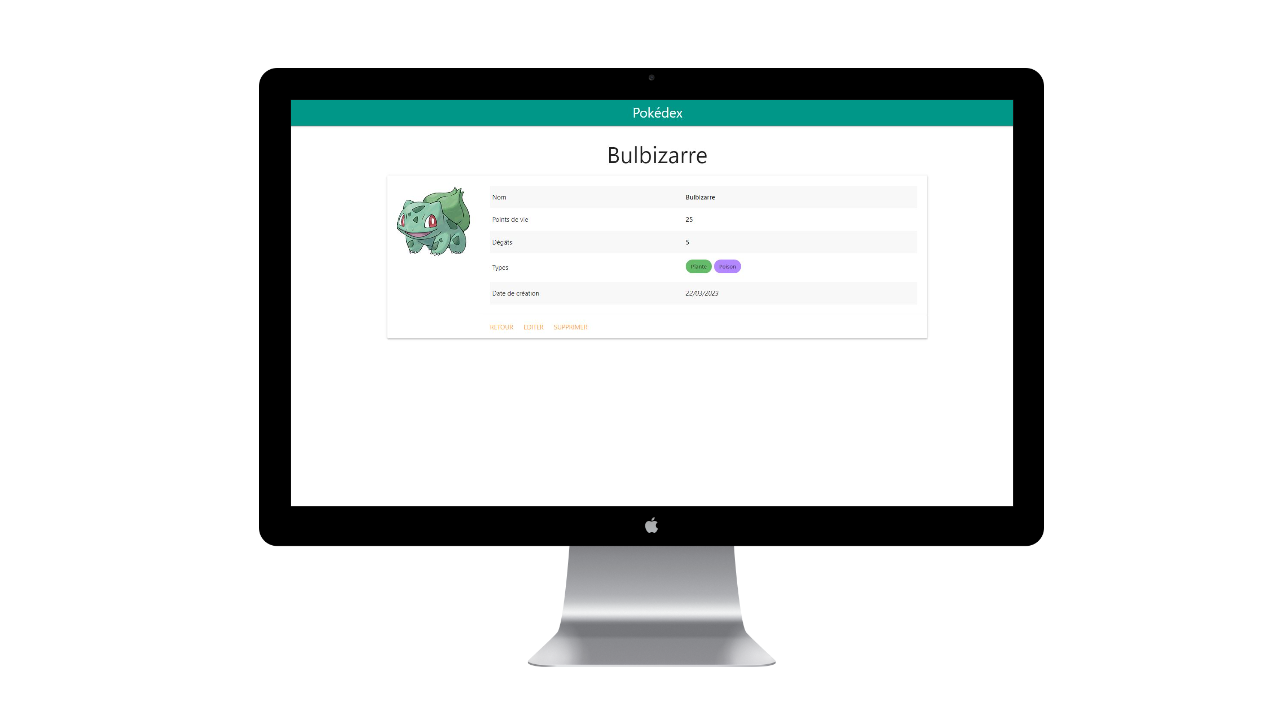 Pokédex
Bulbizarre
Nom Bulbizarre
Points de vie 25
Dégâts 5
Types Plante Poison
Date de création 22/03/2023
RETOUR EDITER SUPPRIMER